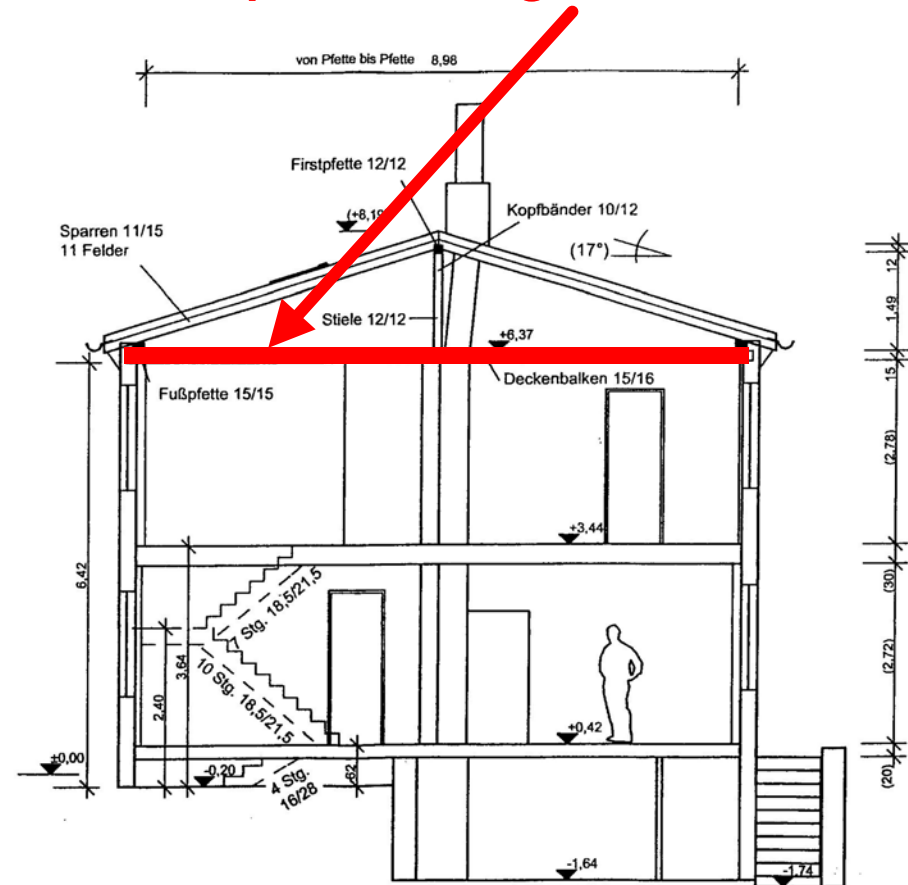 von Pfette bis Pfette 8,98
Firstpfette 12/12
Kopfbänder 10/12
Sparren 11/15
11 Felder
(17°)
12
1,49
Stiele 12/12
+6,37
Fußpfette 15/15
Deckenbalken 15/16
15
(2,78)
+3,44
6,42
(30)
7 Stg. 18,5/21,5
3,64
10 Stg. 18,5/21,5
2,40
(2,72)
+0,42
±0,00
-0,20
4 Stg.
16/28
62
(20)
-1,64
-1,74